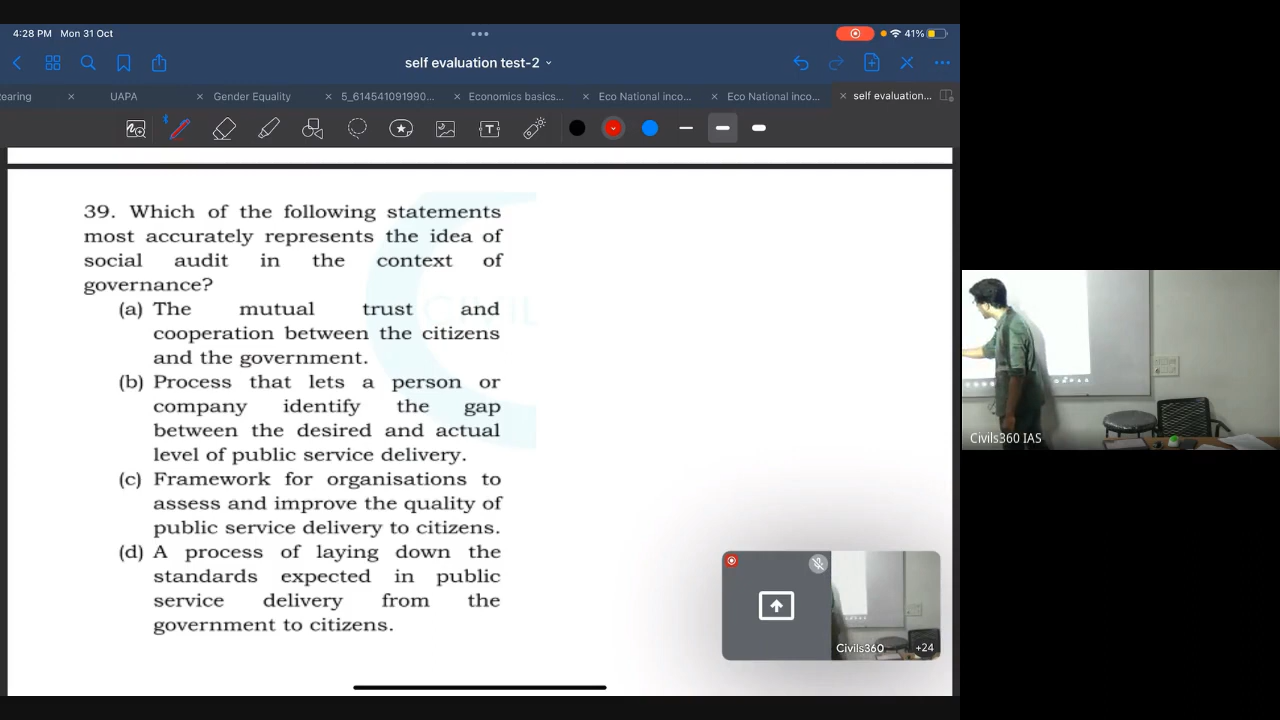 4:28 PM Mon 31 Oct
41%
self evaluation test-2
earing
UAPA
Gender Equality
5_614541091990...
Economics basics...
Eco National inco...
Eco National inco...
self evaluation...
39. Which of the following statements
most accurately represents the idea of
social audit in the context of
governance?
(a) The mutual trust and
cooperation between the citizens
and the government.
(b) Process that lets a person or
company identify the gap
between the desired and actual
level of public service delivery.
(c) Framework for organisations to
assess and improve the quality of
public service delivery to citizens.
(d) A process of laying down the
standards expected in public
service delivery from the
government to citizens.
CIVIL
Civils360 IAS
Civils360
+24